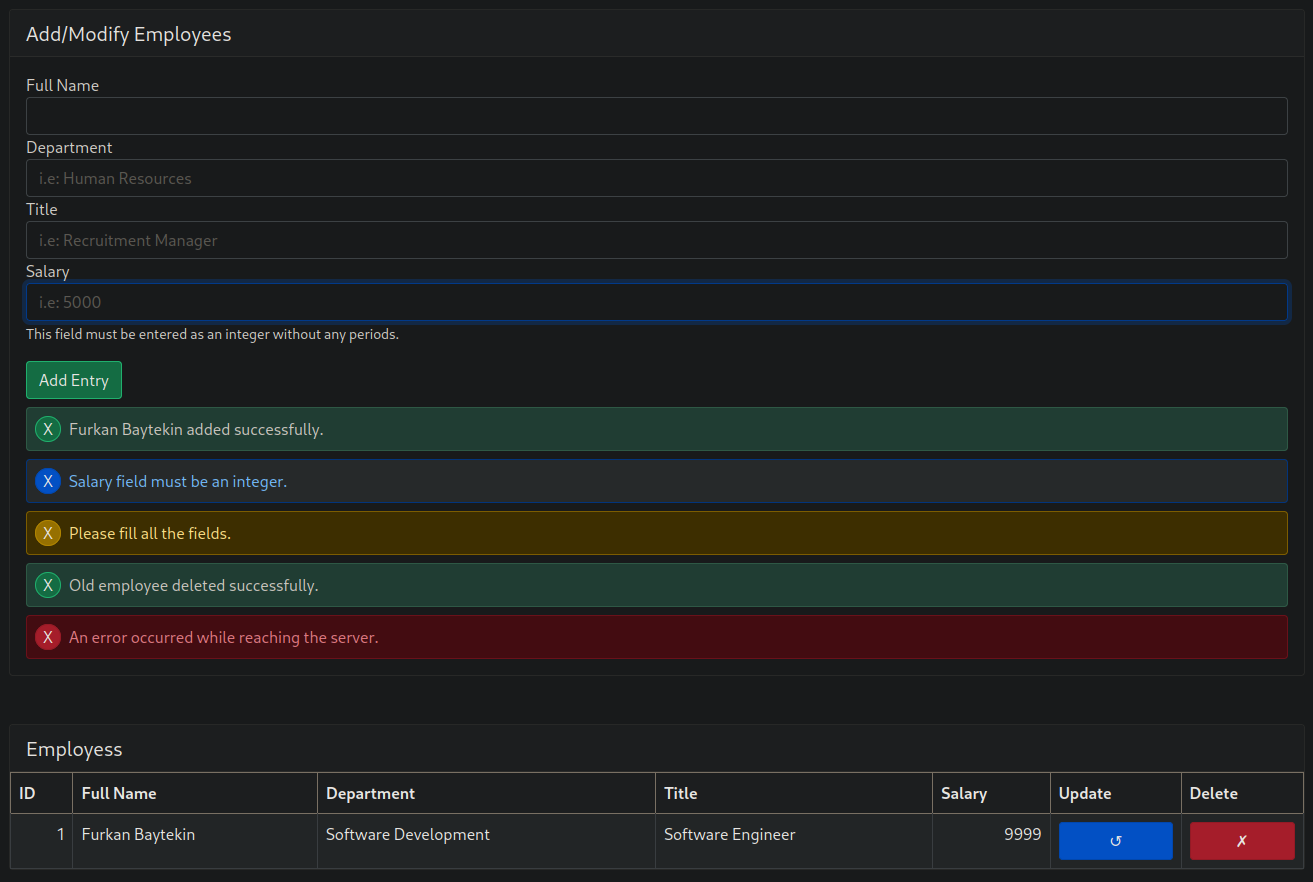 Add/Modify Employees
Full Name
Department
i.e: Human Resources
Title
i.e: Recruitment Manager
Salary
i.e: 5000
This field must be entered as an integer without any periods.
Add Entry
X Furkan Baytekin added successfully.
X Salary field must be an integer.
X Please fill all the fields.
X Old employee deleted successfully.
X An error occurred while reaching the server.
Employess
ID Full Name Department Title Salary Update Delete
1 Furkan Baytekin Software Development Software Engineer 9999 ↺ ✗